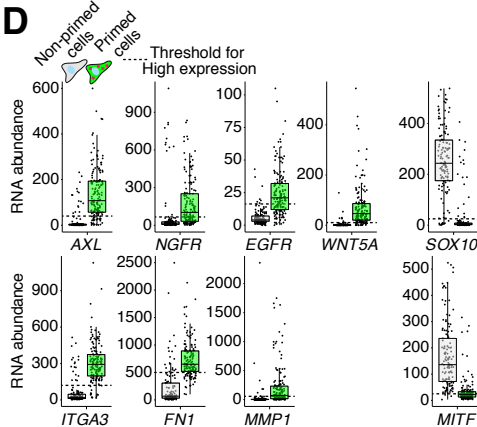 D
Non-primed
cells
Primed
cells
Threshold for
High expression
RNA abundance
600
400
200
0
AXL
900
600
300
0
NGFR
100
75
50
25
0
EGFR
400
200
0
WNT5A
400
200
0
SOX10
RNA abundance
900
600
300
0
ITGA3
2500
2000
1500
1000
500
0
FN1
2000
1500
1000
500
0
MMP1
500
400
300
200
100
0
MITF